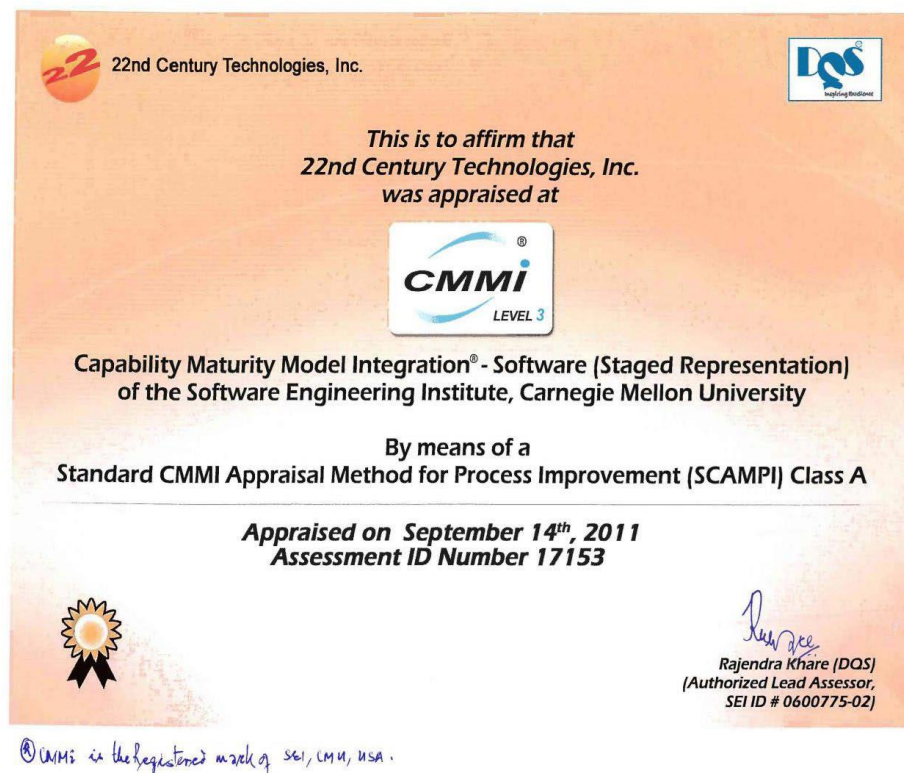 22 22nd Century Technologies, Inc.
DQS
Inspiring Excellence
This is to affirm that
22nd Century Technologies, Inc.
was appraised at
®
CMMi
LEVEL 3
Capability Maturity Model Integration® - Software (Staged Representation)
of the Software Engineering Institute, Carnegie Mellon University
By means of a
Standard CMMI Appraisal Method for Process Improvement (SCAMPI) Class A
Appraised on September 14th, 2011
Assessment ID Number 17153
Rajendra Khare (DQS)
(Authorized Lead Assessor,
SEI ID # 0600775-02)
® CMMi is the Registered mark of SEI, CMU, USA.